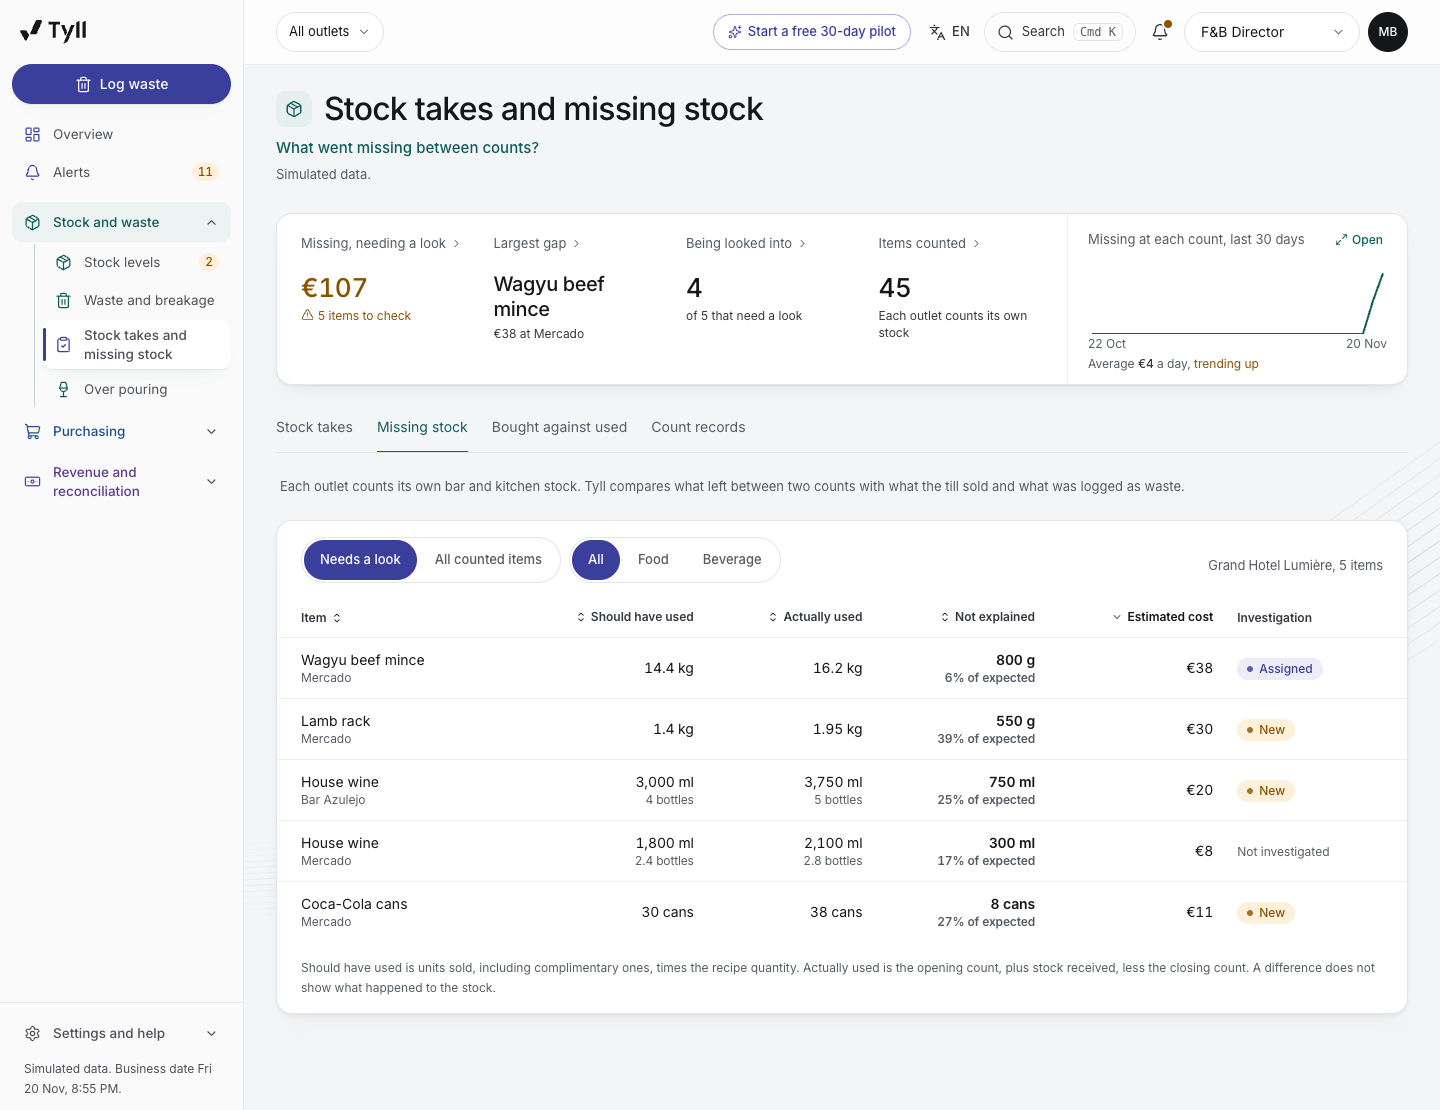 Tyll
All outlets
Start a free 30-day pilot
EN
Search
Cmd K
F&B Director
MB
Log waste
Overview
Alerts
11
Stock and waste
Stock levels
2
Waste and breakage
Stock takes and
missing stock
Over pouring
Purchasing
Revenue and
reconciliation
Settings and help
Simulated data. Business date Fri
20 Nov, 8:55 PM.
Stock takes and missing stock
What went missing between counts?
Simulated data.
Missing, needing a look
€107
5 items to check
Largest gap
Wagyu beef
mince
€38 at Mercado
Being looked into
4
of 5 that need a look
Items counted
45
Each outlet counts its own
stock
Missing at each count, last 30 days
Open
22 Oct
20 Nov
Average €4 a day, trending up
Stock takes
Missing stock
Bought against used
Count records
Each outlet counts its own bar and kitchen stock. Tyll compares what left between two counts with what the till sold and what was logged as waste.
Needs a look
All counted items
All
Food
Beverage
Grand Hotel Lumière, 5 items
Item
Should have used
Actually used
Not explained
Estimated cost
Investigation
Wagyu beef mince
Mercado
14.4 kg
16.2 kg
800 g
6% of expected
€38
Assigned
Lamb rack
Mercado
1.4 kg
1.95 kg
550 g
39% of expected
€30
New
House wine
Bar Azulejo
3,000 ml
4 bottles
3,750 ml
5 bottles
750 ml
25% of expected
€20
New
House wine
Mercado
1,800 ml
2.4 bottles
2,100 ml
2.8 bottles
300 ml
17% of expected
€8
Not investigated
Coca-Cola cans
Mercado
30 cans
38 cans
8 cans
27% of expected
€11
New
Should have used is units sold, including complimentary ones, times the recipe quantity. Actually used is the opening count, plus stock received, less the closing count. A difference does not
show what happened to the stock.